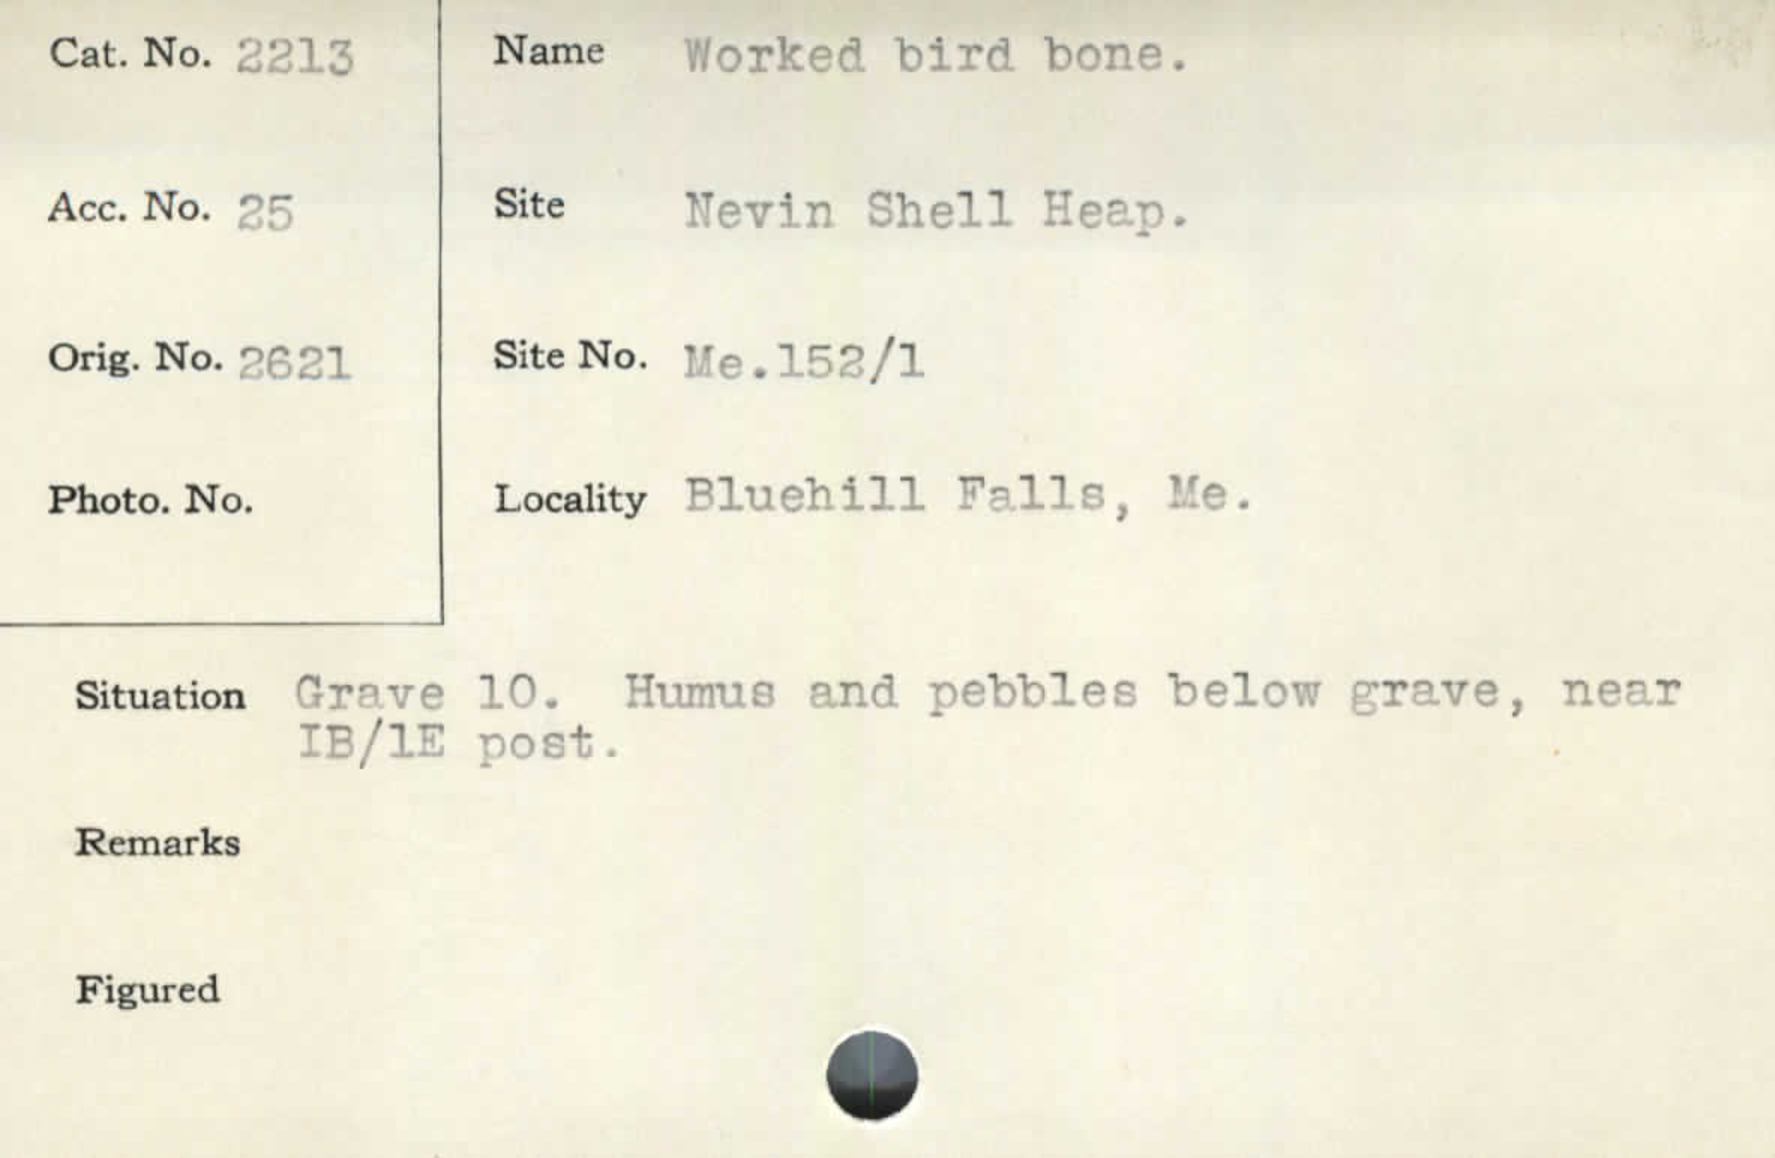 Cat. No. 2213
Acc. No. 25
Orig. No. 2621
Photo. No.
Name Worked bird bone.
Site Nevin Shell Heap.
Site No. Me.152/1
Locality Bluehill Falls, Me.
Situation Grave 10. Humus and pebbles below grave, near
IB/1E post.
Remarks
Figured